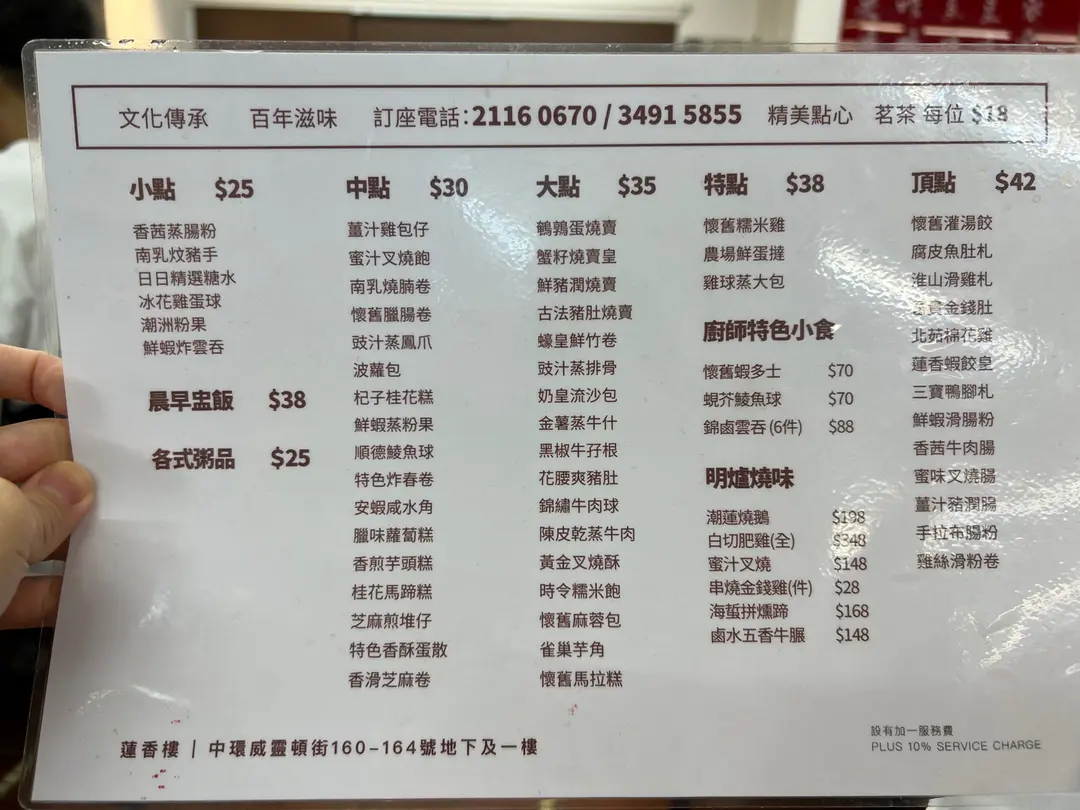 文化傳承 百年滋味 訂座電話:2116 0670 / 3491 5855 精美點心 茗茶 每位 $18
小點 $25
香茜蒸腸粉
南乳炆豬手
日日精選糖水
冰花雞蛋球
潮洲粉果
鮮蝦炸雲吞
晨早盅飯 $38
各式粥品 $25
中點 $30
薑汁雞包仔
蜜汁叉燒飽
南乳燒腩卷
懷舊臘腸卷
豉汁蒸鳳爪
波蘿包
杞子桂花糕
鮮蝦蒸粉果
順德鯪魚球
特色炸春卷
安蝦咸水角
臘味蘿蔔糕
香煎芋頭糕
桂花馬蹄糕
芝麻煎堆仔
特色香酥蛋散
香滑芝麻卷
大點 $35
鵪鶉蛋燒賣
蟹籽燒賣皇
鮮豬潤燒賣
古法豬肚燒賣
蠔皇鮮竹卷
豉汁蒸排骨
奶皇流沙包
金薯蒸牛什
黑椒牛孖根
花腰爽豬肚
錦繡牛肉球
陳皮乾蒸牛肉
黃金叉燒酥
時令糯米飽
懷舊麻蓉包
雀巢芋角
懷舊馬拉糕
特點 $38
懷舊糯米雞
農場鮮蛋撻
雞球蒸大包
廚師特色小食
懷舊蝦多士 $70
蜆芥鯪魚球 $70
錦鹵雲吞 (6件) $88
明爐燒味
潮蓮燒鵝 $198
白切肥雞(全) $348
蜜汁叉燒 $148
串燒金錢雞(件) $28
海蜇拼燻蹄 $168
鹵水五香牛𦟌 $148
頂點 $42
懷舊灌湯餃
腐皮魚肚札
淮山滑雞札
金錢肚
北菇棉花雞
蓮香蝦餃皇
三寶鴨腳札
鮮蝦滑腸粉
香茜牛肉腸
蜜味叉燒腸
薑汁豬潤腸
手拉布腸粉
雞絲滑粉卷
蓮香樓 | 中環威靈頓街160-164號地下及一樓
設有加一服務費
PLUS 10% SERVICE CHARGE